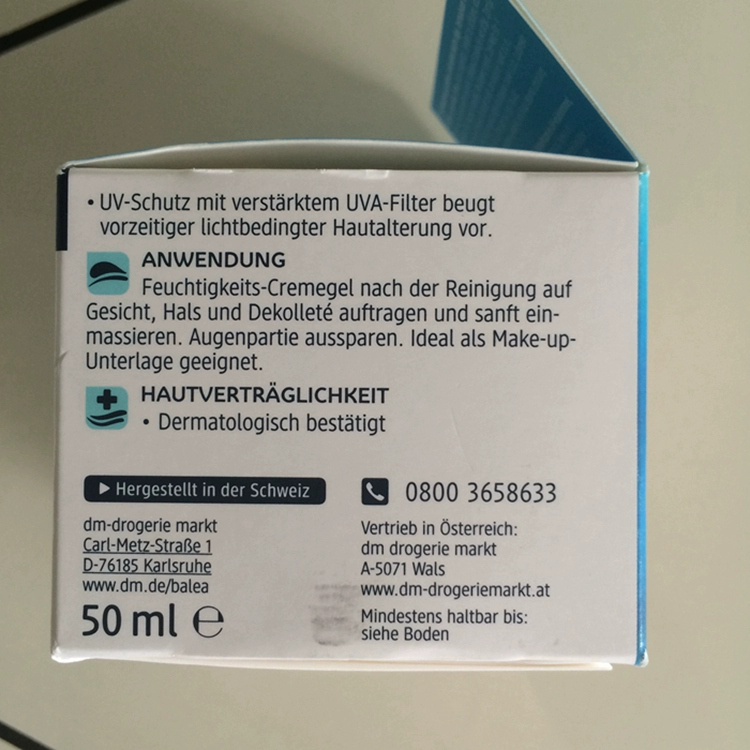 • UV-Schutz mit verstärktem UVA-Filter beugt
vorzeitiger lichtbedingter Hautalterung vor.
ANWENDUNG
Feuchtigkeits-Cremegel nach der Reinigung auf
Gesicht, Hals und Dekolleté auftragen und sanft ein-
massieren. Augenpartie aussparen. Ideal als Make-up-
Unterlage geeignet.
HAUTVERTRÄGLICHKEIT
• Dermatologisch bestätigt
Hergestellt in der Schweiz
dm-drogerie markt
Carl-Metz-Straße 1
D-76185 Karlsruhe
www.dm.de/balea
50 ml ℮
0800 3658633
Vertrieb in Österreich:
dm drogerie markt
A-5071 Wals
www.dm-drogeriemarkt.at
Mindestens haltbar bis:
siehe Boden